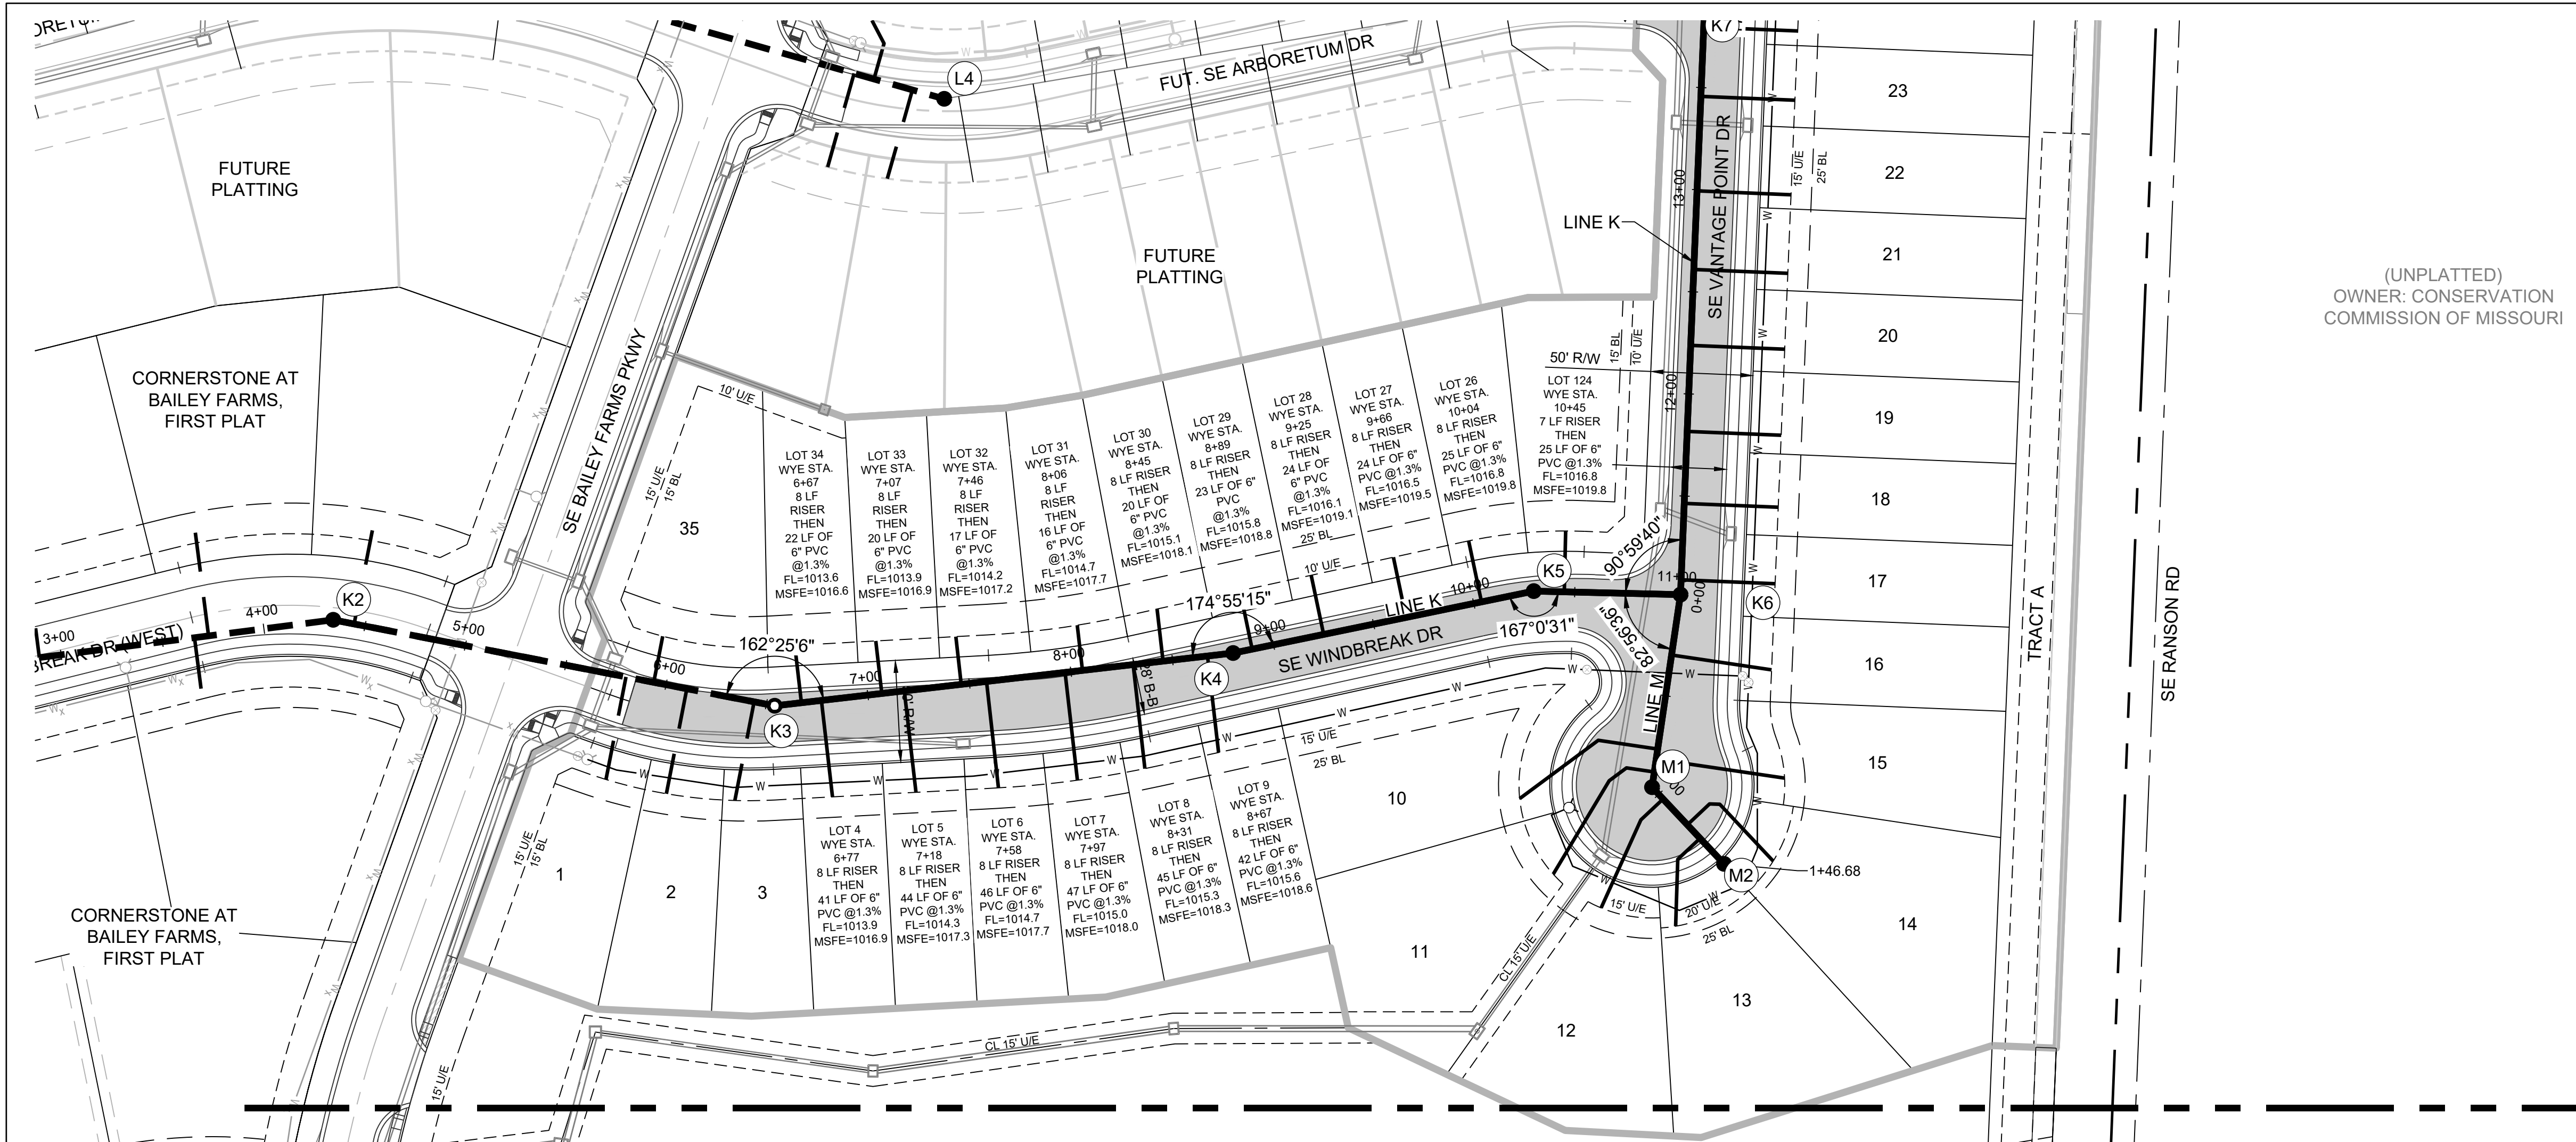 K7
L4
FUT. SE ARBORETUM DR
FUTURE
PLATTING
FUTURE
PLATTING
CORNERSTONE AT
BAILEY FARMS,
FIRST PLAT
CORNERSTONE AT
BAILEY FARMS,
FIRST PLAT
SE BAILEY FARMS PKWY
10' U/E
15' U/E
15' BL
35
LOT 34
WYE STA.
6+67
8 LF
RISER
THEN
22 LF OF
6" PVC
@1.3%
FL=1013.6
MSFE=1016.6
LOT 33
WYE STA.
7+07
8 LF
RISER
THEN
20 LF OF
6" PVC
@1.3%
FL=1013.9
MSFE=1016.9
LOT 32
WYE STA.
7+46
8 LF
RISER
THEN
17 LF OF
6" PVC
@1.3%
FL=1014.2
MSFE=1017.2
LOT 31
WYE STA.
8+06
8 LF
RISER
THEN
16 LF OF
6" PVC
@1.3%
FL=1014.7
MSFE=1017.7
LOT 30
WYE STA.
8+45
8 LF RISER
THEN
20 LF OF
6" PVC
@1.3%
FL=1015.1
MSFE=1018.1
LOT 29
WYE STA.
8+89
8 LF RISER
THEN
23 LF OF 6"
PVC
@1.3%
FL=1015.8
MSFE=1018.8
LOT 28
WYE STA.
9+25
8 LF RISER
THEN
24 LF OF
6" PVC
@1.3%
FL=1016.1
MSFE=1019.1
LOT 27
WYE STA.
9+66
8 LF RISER
THEN
24 LF OF 6"
PVC @1.3%
FL=1016.5
MSFE=1019.5
LOT 26
WYE STA.
10+04
8 LF RISER
THEN
25 LF OF 6"
PVC @1.3%
FL=1016.8
MSFE=1019.8
50' R/W
LOT 124
WYE STA.
10+45
7 LF RISER
THEN
25 LF OF 6"
PVC @1.3%
FL=1016.8
MSFE=1019.8
15' BL
10' U/E
25' BL
10' U/E
LINE K
SE VANTAGE POINT DR
13+00
12+00
11+00
0+00
15' U/E
25' BL
23
22
21
20
19
18
17
16
15
14
13
12
11
10
(UNPLATTED)
OWNER: CONSERVATION
COMMISSION OF MISSOURI
TRACT A
SE RANSON RD
3+00
4+00
K2
5+00
6+00
162°25'6"
K3
7+00
8+00
28' B-B
174°55'15"
K4
9+00
LINE K
SE WINDBREAK DR
10+00
K5
167°0'31"
90°59'40"
82°56'36"
K6
LINE M
M1
M2
1+46.68
15' U/E
25' BL
15' U/E
20' U/E
25' BL
CL 15' U/E
CL 15' U/E
15' U/E
15' BL
15' U/E
1
2
3
LOT 4
WYE STA.
6+77
8 LF RISER
THEN
41 LF OF 6"
PVC @1.3%
FL=1013.9
MSFE=1016.9
LOT 5
WYE STA.
7+18
8 LF RISER
THEN
44 LF OF 6"
PVC @1.3%
FL=1014.3
MSFE=1017.3
LOT 6
WYE STA.
7+58
8 LF RISER
THEN
46 LF OF 6"
PVC @1.3%
FL=1014.7
MSFE=1017.7
LOT 7
WYE STA.
7+97
8 LF RISER
THEN
47 LF OF 6"
PVC @1.3%
FL=1015.0
MSFE=1018.0
LOT 8
WYE STA.
8+31
8 LF RISER
THEN
45 LF OF 6"
PVC @1.3%
FL=1015.3
MSFE=1018.3
LOT 9
WYE STA.
8+67
8 LF RISER
THEN
42 LF OF 6"
PVC @1.3%
FL=1015.6
MSFE=1018.6